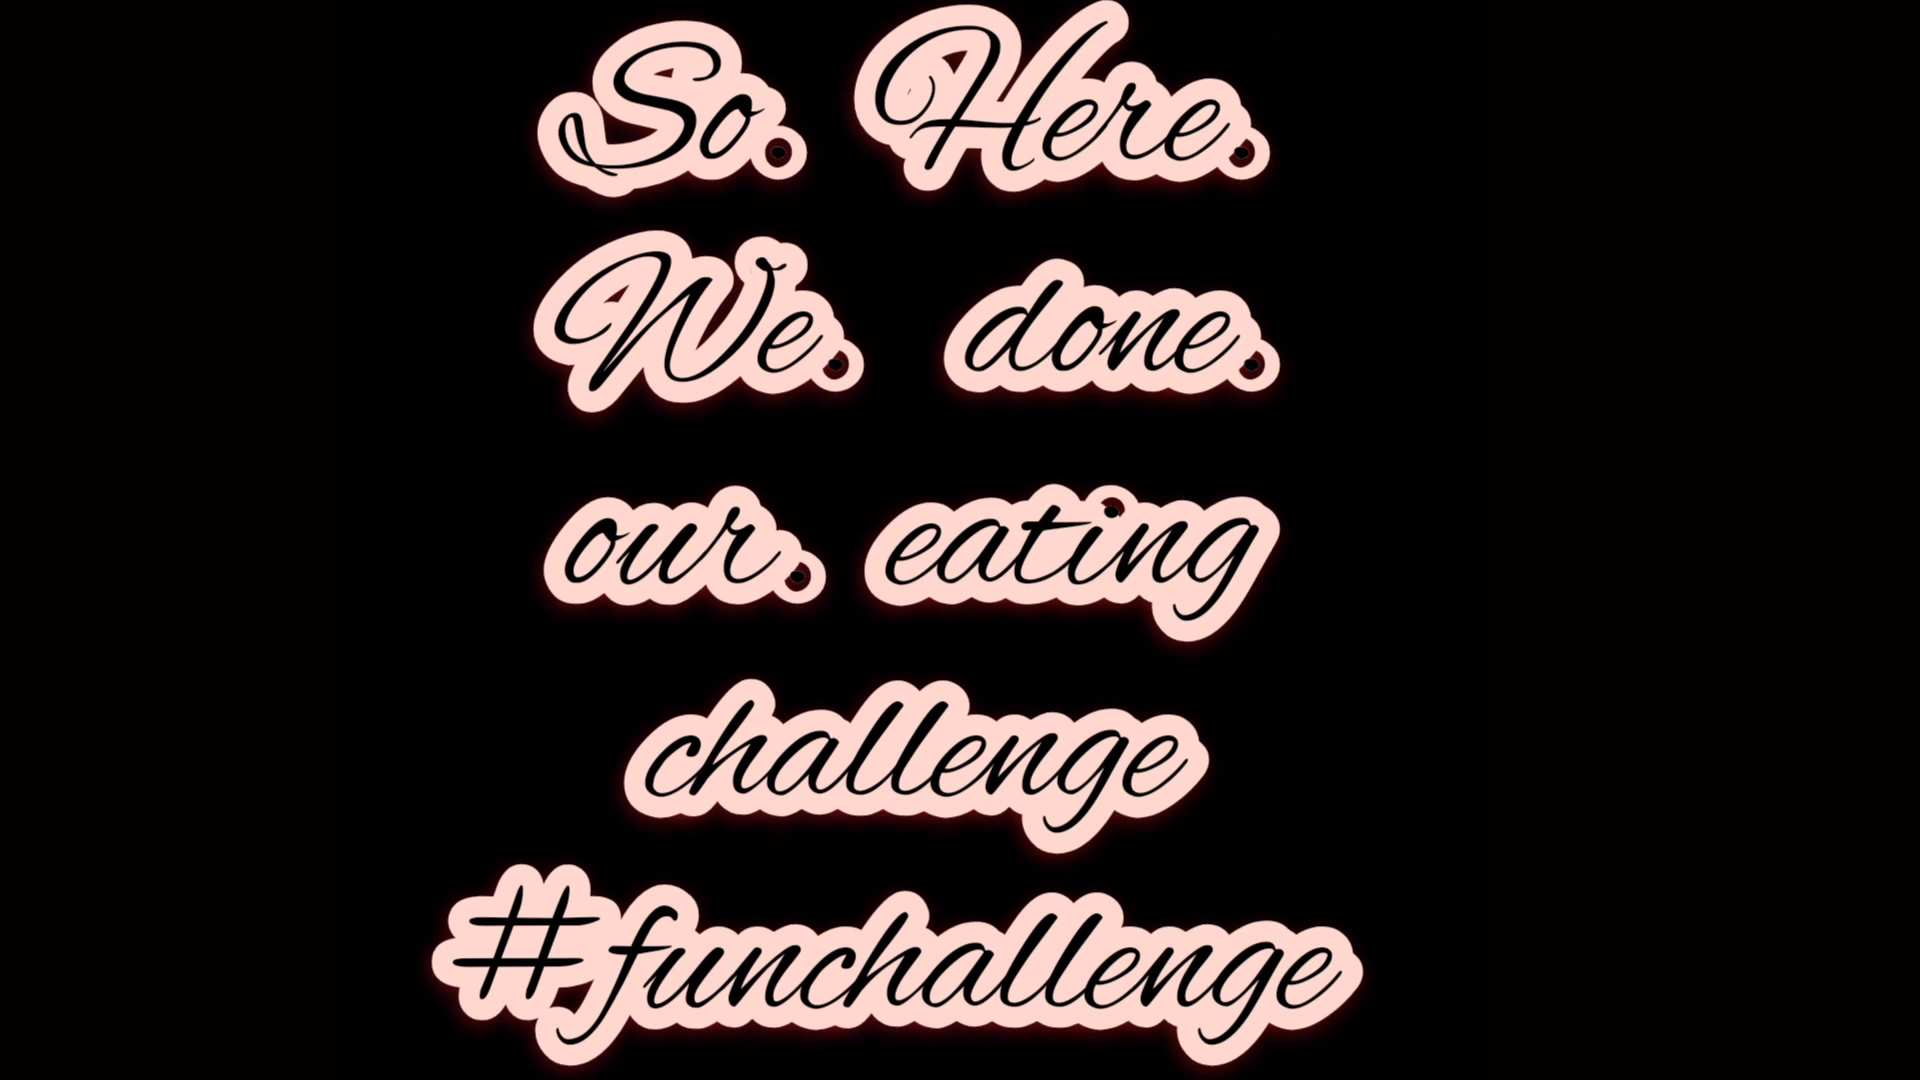 So. Here.
We. done.
our. eating
challenge
#funchallenge